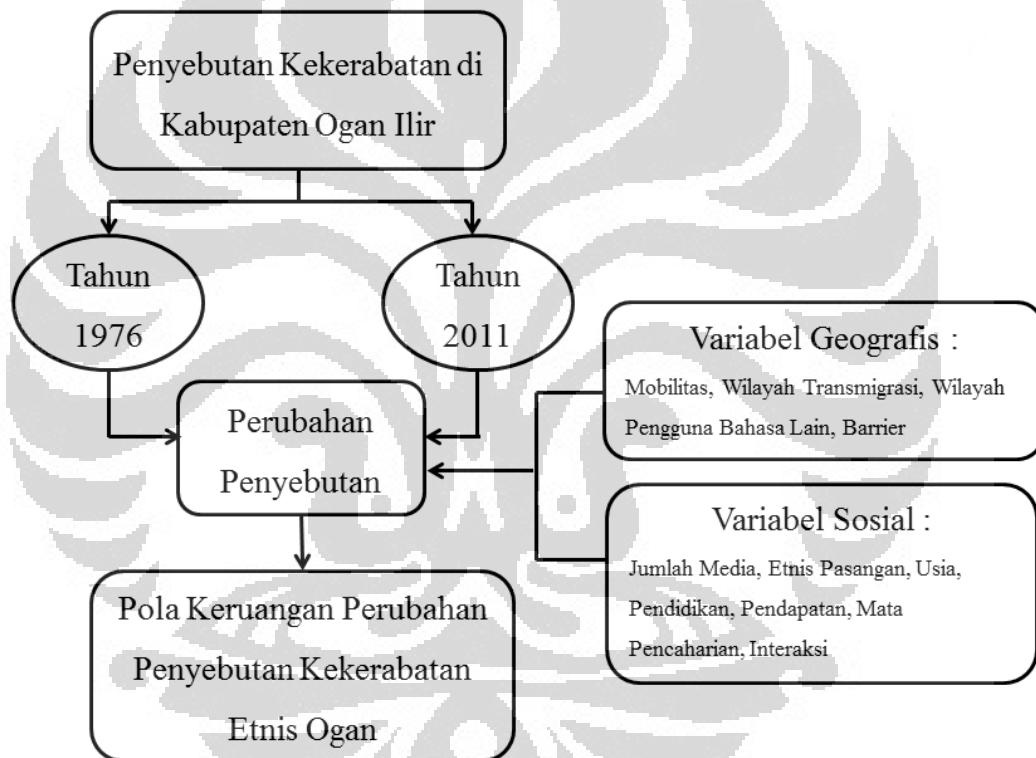 Penyebutan Kekerabatan di
Kabupaten Ogan Ilir
Tahun
1976
Tahun
2011
Variabel Geografis :
Mobilitas, Wilayah Transmigrasi, Wilayah
Pengguna Bahasa Lain, Barrier
Perubahan
Penyebutan
Variabel Sosial :
Jumlah Media, Etnis Pasangan, Usia,
Pendidikan, Pendapatan, Mata
Pencaharian, Interaksi
Pola Keruangan Perubahan
Penyebutan Kekerabatan
Etnis Ogan